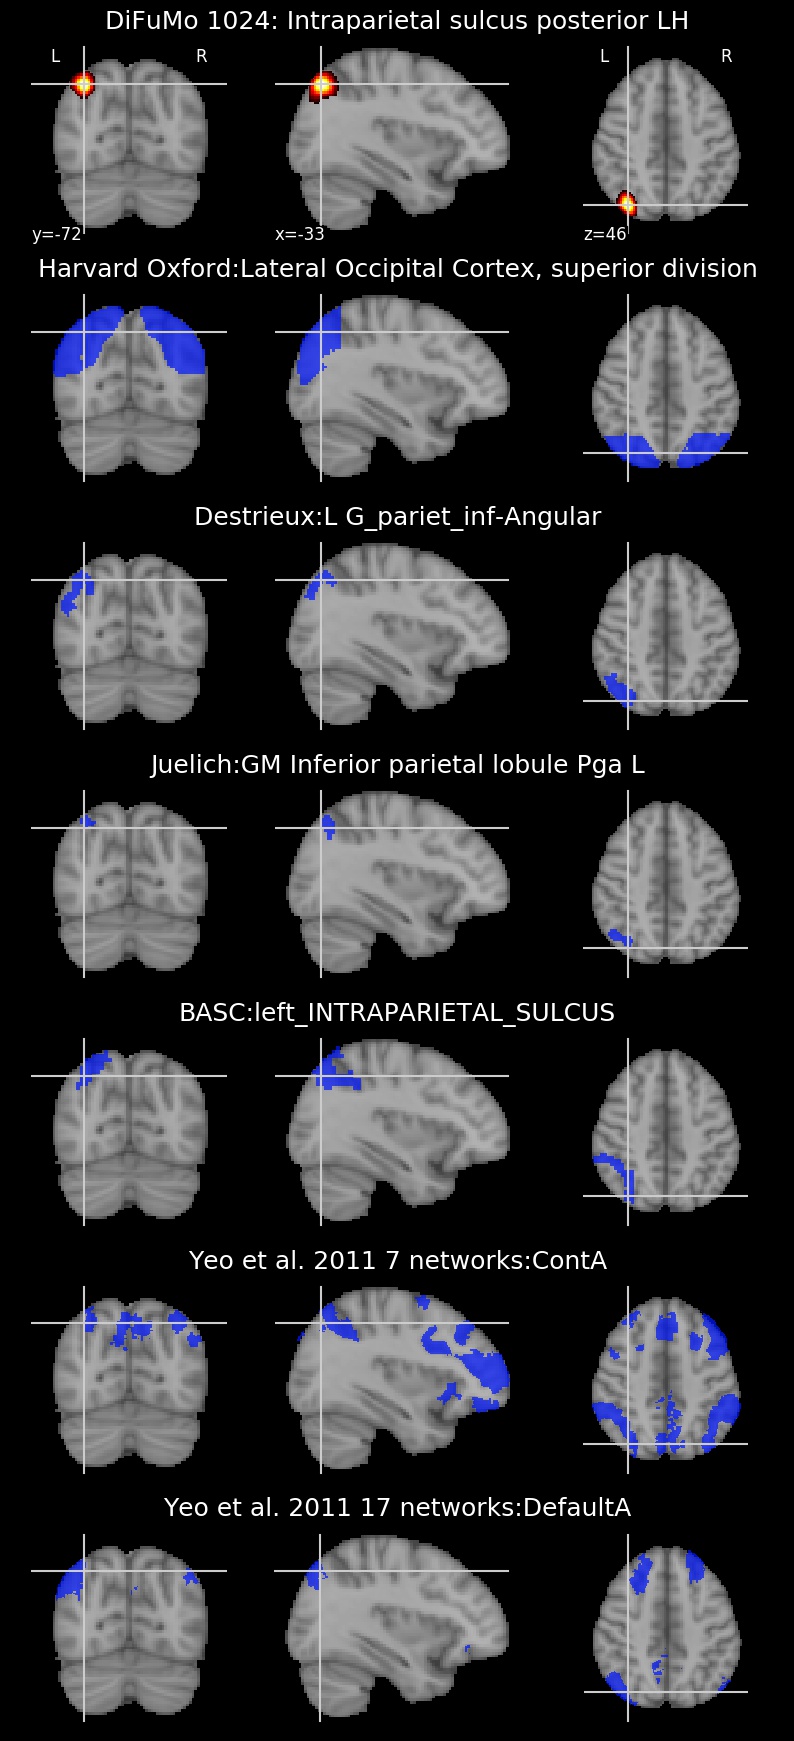 DiFuMo 1024: Intraparietal sulcus posterior LH
L R L R
y=-72 x=-33 z=46
Harvard Oxford:Lateral Occipital Cortex, superior division
Destrieux:L G_pariet_inf-Angular
Juelich:GM Inferior parietal lobule Pga L
BASC:left_INTRAPARIETAL_SULCUS
Yeo et al. 2011 7 networks:ContA
Yeo et al. 2011 17 networks:DefaultA